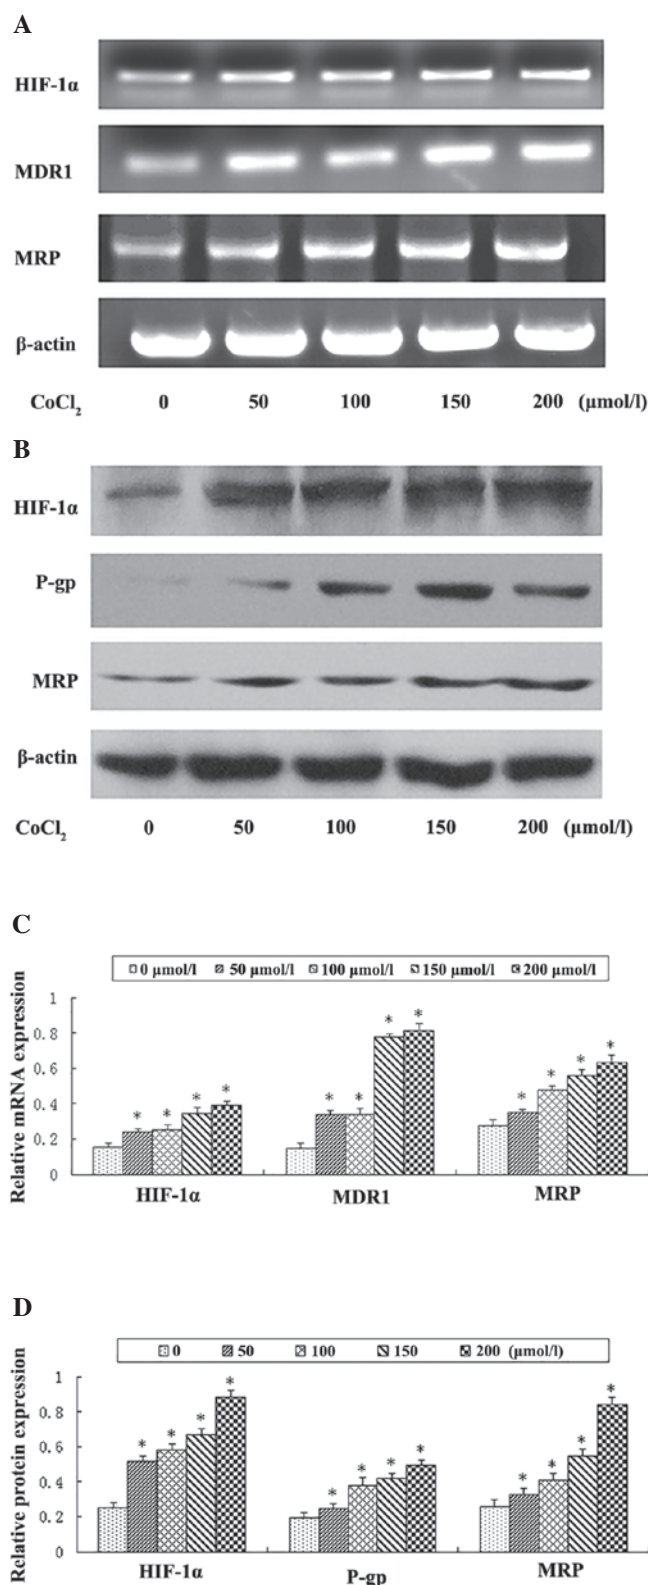 A
HIF-1α
MDR1
MRP
β-actin
CoCl₂ 0 50 100 150 200 (μmol/l)
B
HIF-1α
P-gp
MRP
β-actin
CoCl₂ 0 50 100 150 200 (μmol/l)
C
0 μmol/l 50 μmol/l 100 μmol/l 150 μmol/l 200 μmol/l
Relative mRNA expression
1
0.8
0.6
0.4
0.2
0
* * * * * * * * * * * *
HIF-1α MDR1 MRP
D
0 50 100 150 200 (μmol/l)
Relative protein expression
1
0.8
0.6
0.4
0.2
0
* * * * * * * * * * * *
HIF-1α P-gp MRP